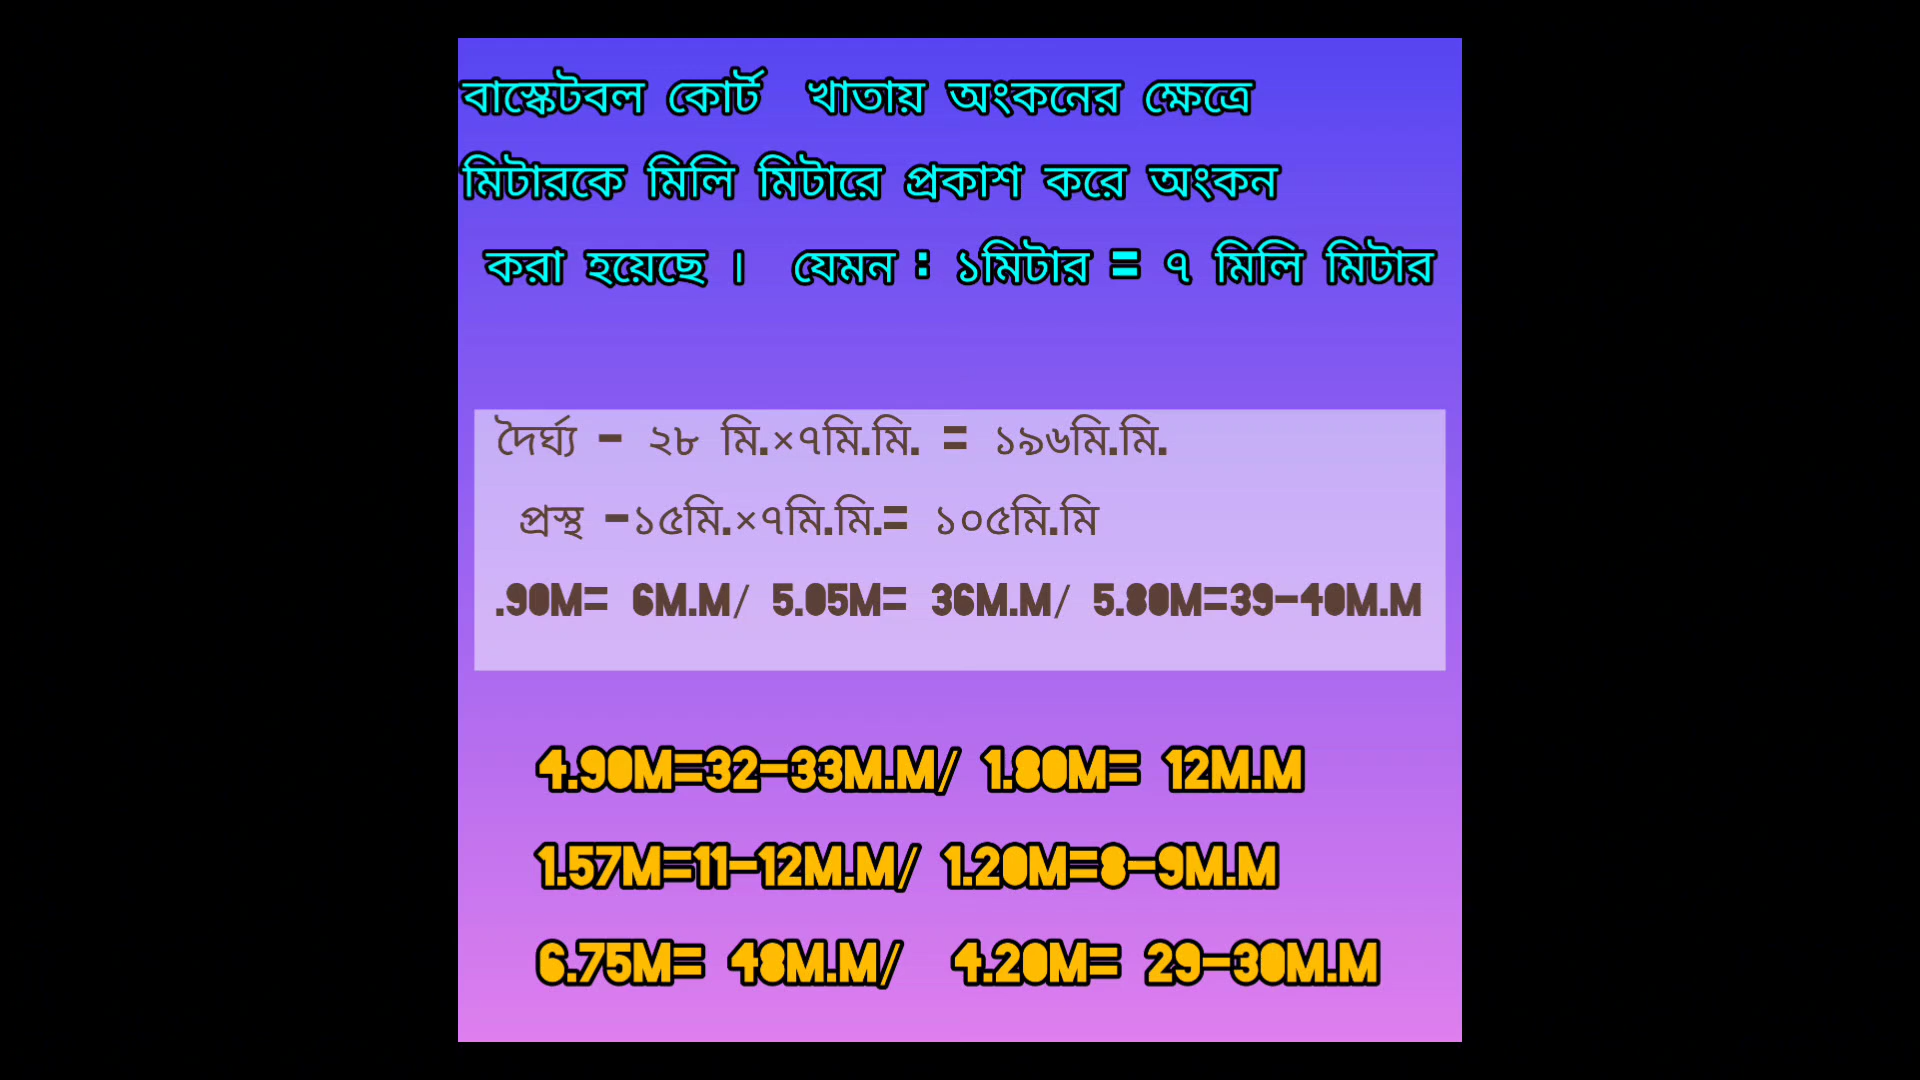 বাস্কেটবল কোর্ট খাতায় অংকনের ক্ষেত্রে
মিটারকে মিলি মিটারে প্রকাশ করে অংকন
করা হয়েছে । যেমন : ১মিটার = ৭ মিলি মিটার
দৈর্ঘ্য - ২৮ মি.×৭মি.মি. = ১৯৬মি.মি.
প্রস্থ -১৫মি.×৭মি.মি.= ১০৫মি.মি
.90M= 6M.M/ 5.05M= 36M.M/ 5.80M=39-40M.M
4.90M=32-33M.M/ 1.80M= 12M.M
1.57M=11-12M.M/ 1.20M=8-9M.M
6.75M= 48M.M/ 4.20M= 29-30M.M